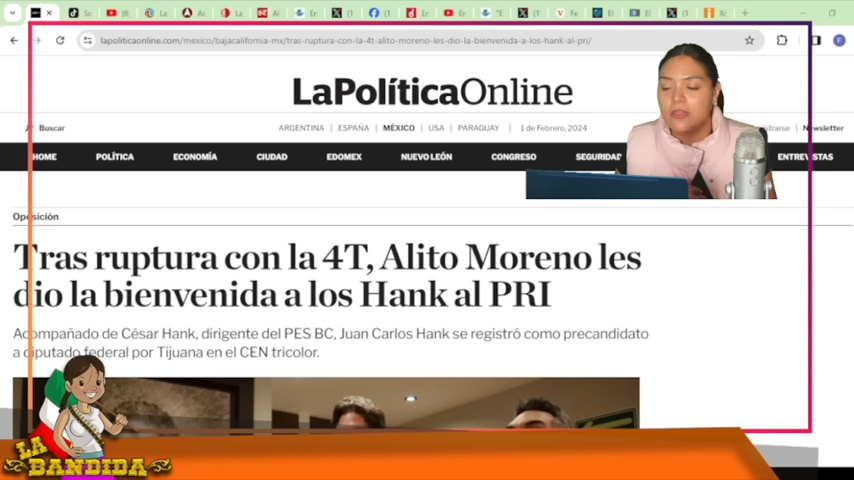 lapoliticaonline.com/mexico/bajacalifornia-mx/tras-ruptura-con-la-4t-alito-moreno-les-dio-la-bienvenida-a-los-hank-al-pri/
LaPolíticaOnline
Buscar
ARGENTINA | ESPAÑA | MÉXICO | USA | PARAGUAY | 1 de Febrero, 2024
Newsletter
HOME POLÍTICA ECONOMÍA CIUDAD EDOMEX NUEVO LEÓN CONGRESO SEGURIDAD ENTREVISTAS
Oposición
Tras ruptura con la 4T, Alito Moreno les
dio la bienvenida a los Hank al PRI
Acompañado de César Hank, dirigente del PES BC, Juan Carlos Hank se registró como precandidato
a diputado federal por Tijuana en el CEN tricolor.
LA
BANDIDA